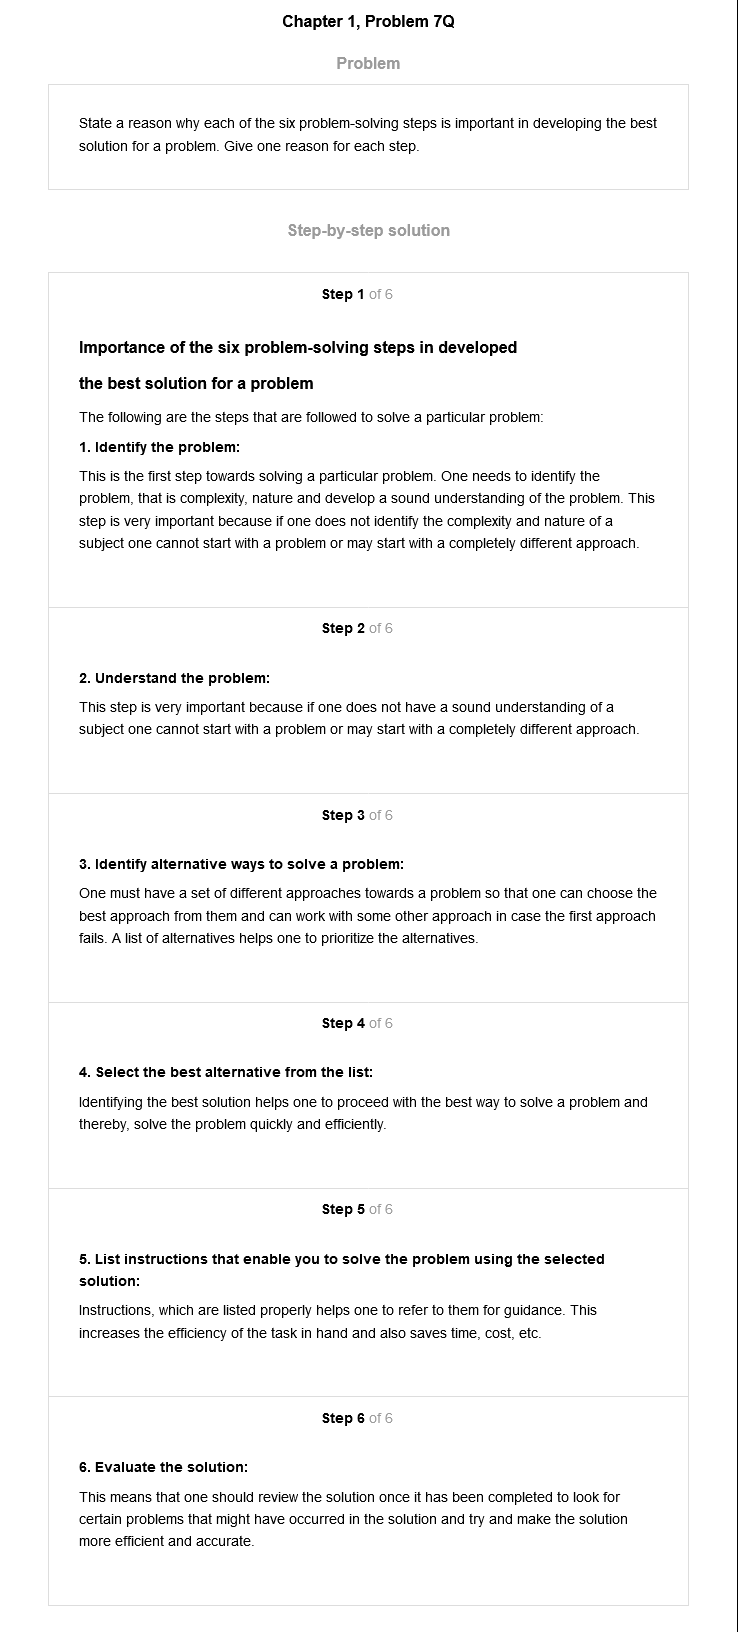 Chapter 1, Problem 7Q
Problem
State a reason why each of the six problem-solving steps is important in developing the best
solution for a problem. Give one reason for each step.
Step-by-step solution
Step 1 of 6
Importance of the six problem-solving steps in developed
the best solution for a problem
The following are the steps that are followed to solve a particular problem:
1. Identify the problem:
This is the first step towards solving a particular problem. One needs to identify the
problem, that is complexity, nature and develop a sound understanding of the problem. This
step is very important because if one does not identify the complexity and nature of a
subject one cannot start with a problem or may start with a completely different approach.
Step 2 of 6
2. Understand the problem:
This step is very important because if one does not have a sound understanding of a
subject one cannot start with a problem or may start with a completely different approach.
Step 3 of 6
3. Identify alternative ways to solve a problem:
One must have a set of different approaches towards a problem so that one can choose the
best approach from them and can work with some other approach in case the first approach
fails. A list of alternatives helps one to prioritize the alternatives.
Step 4 of 6
4. Select the best alternative from the list:
Identifying the best solution helps one to proceed with the best way to solve a problem and
thereby, solve the problem quickly and efficiently.
Step 5 of 6
5. List instructions that enable you to solve the problem using the selected
solution:
Instructions, which are listed properly helps one to refer to them for guidance. This
increases the efficiency of the task in hand and also saves time, cost, etc.
Step 6 of 6
6. Evaluate the solution:
This means that one should review the solution once it has been completed to look for
certain problems that might have occurred in the solution and try and make the solution
more efficient and accurate.